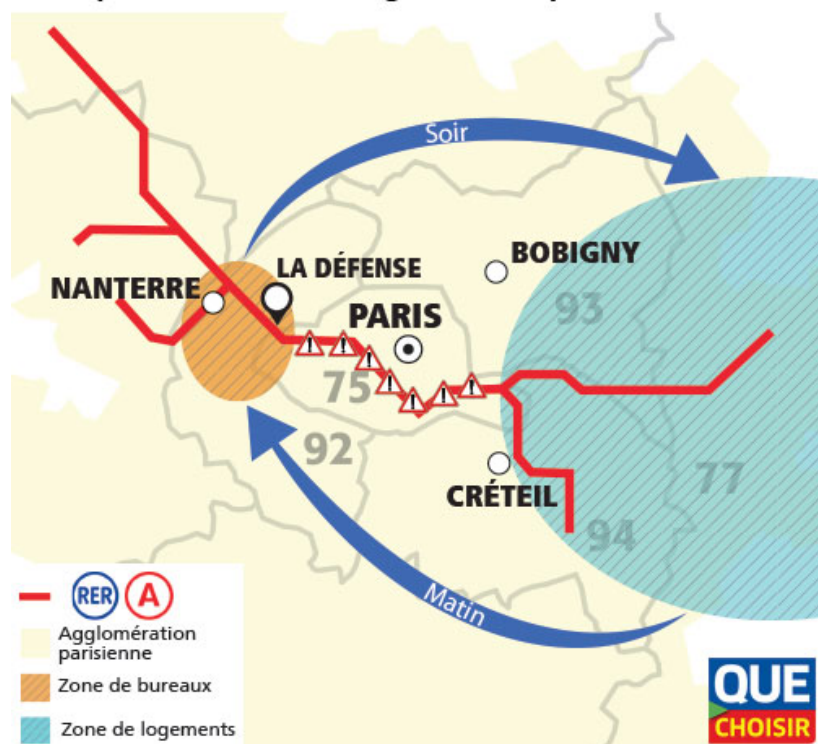 Soir
BOBIGNY
LA DÉFENSE
NANTERRE
PARIS
93
75
92
CRÉTEIL
77
94
Matin
RER A
Agglomération
parisienne
Zone de bureaux
Zone de logements
QUE
CHOISIR